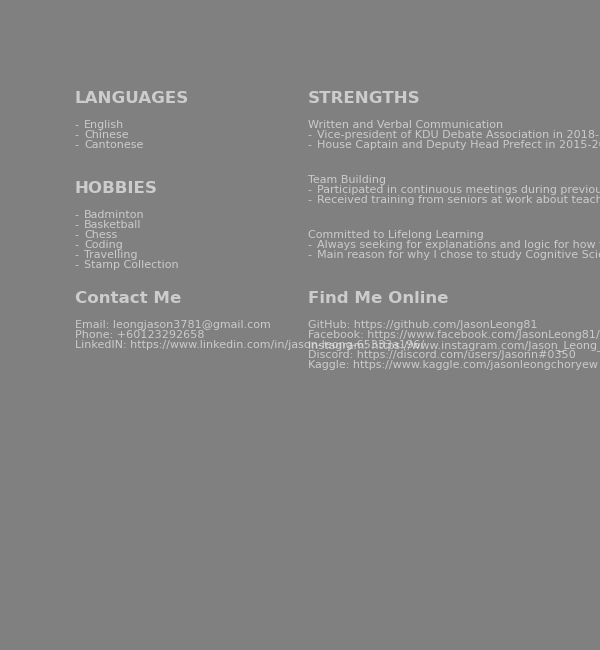 LANGUAGES
- English
- Chinese
- Cantonese
HOBBIES
- Badminton
- Basketball
- Chess
- Coding
- Travelling
- Stamp Collection
Contact Me
Email: leongjason3781@gmail.com
Phone: +60123292658
LinkedIN: https://www.linkedin.com/in/jason-leong
STRENGTHS
Written and Verbal Communication
- Vice-president of KDU Debate Association in 2018-
- House Captain and Deputy Head Prefect in 2015-20
Team Building
- Participated in continuous meetings during previou
- Received training from seniors at work about teach
Committed to Lifelong Learning
- Always seeking for explanations and logic for how
- Main reason for why I chose to study Cognitive Scie
Find Me Online
GitHub: https://github.com/JasonLeong81
Facebook: https://www.facebook.com/JasonLeong81/
Instagram: https://www.instagram.com/Jason_Leong_
Discord: https://discord.com/users/Jasonn#0350
Kaggle: https://www.kaggle.com/jasonleongchoryew